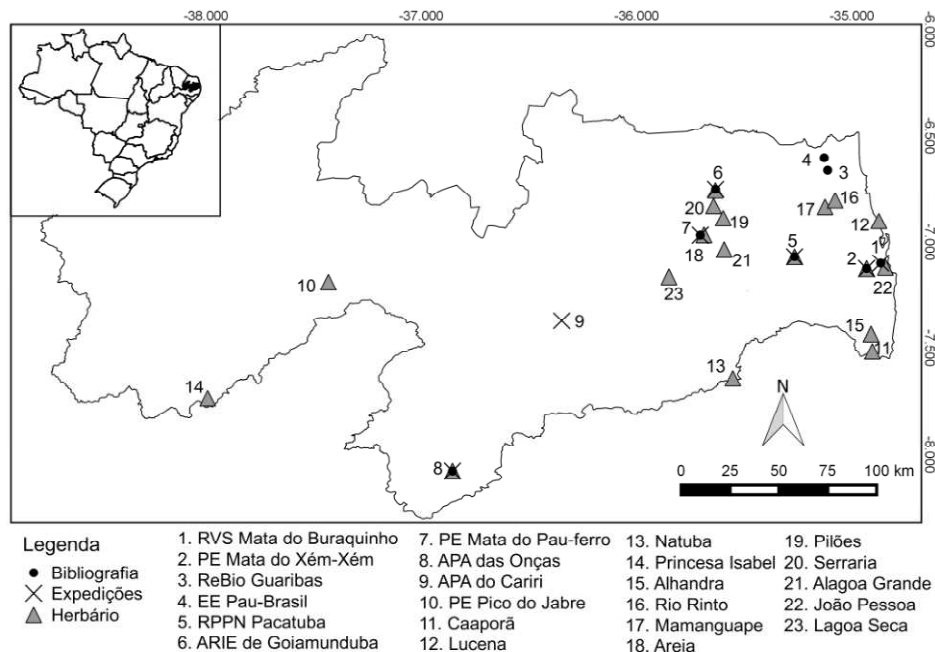 -38.000 -37.000 -36.000 -35.000
-6.000
-6.500
-7.000
-7.500
-8.000
4
3
6
16
20
17
19
12
7
1
18
5
21
2
10
22
23
9
15
11
13
14
N
8
0 25 50 75 100 km
Legenda
Bibliografia
Expedições
Herbário
1. RVS Mata do Buraquinho
2. PE Mata do Xém-Xém
3. ReBio Guaribas
4. EE Pau-Brasil
5. RPPN Pacatuba
6. ARIE de Goiamunduba
7. PE Mata do Pau-ferro
8. APA das Onças
9. APA do Cariri
10. PE Pico do Jabre
11. Caaporã
12. Lucena
13. Natuba
14. Princesa Isabel
15. Alhandra
16. Rio Rinto
17. Mamanguape
18. Areia
19. Pilões
20. Serraria
21. Alagoa Grande
22. João Pessoa
23. Lagoa Seca